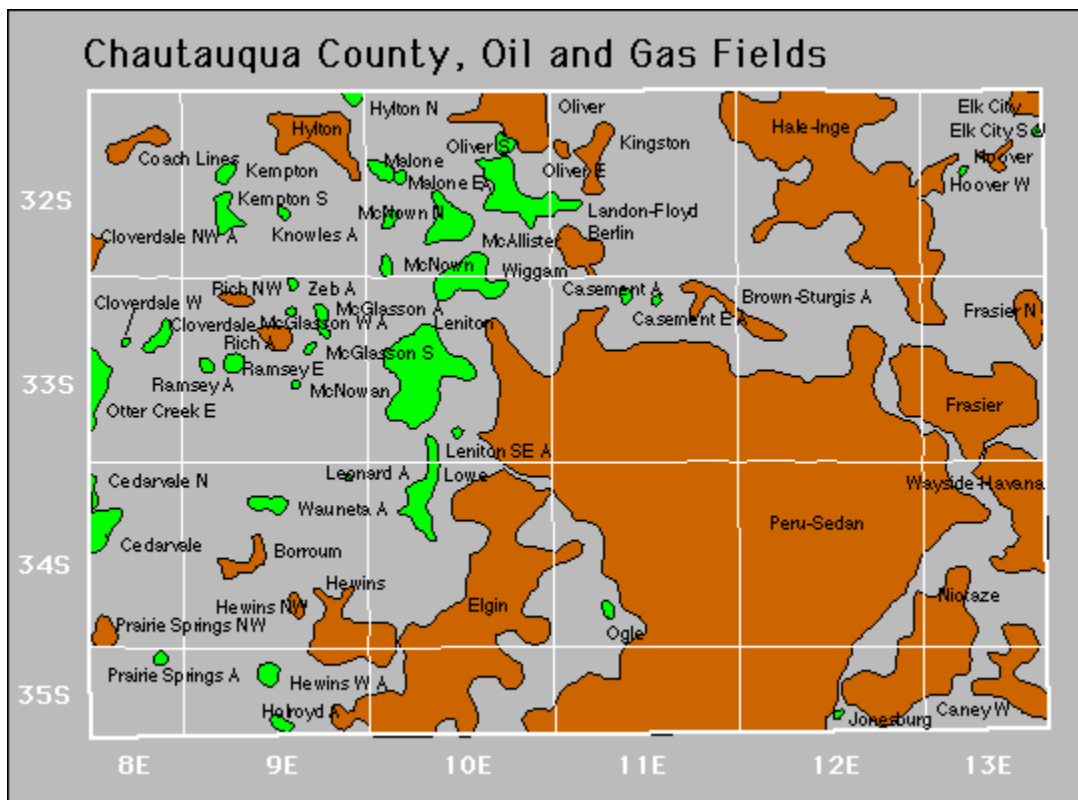 Chautauqua County, Oil and Gas Fields
Hylton N
Oliver
Elk City
Hylton
Hale-Inge
Elk City S
Coach Lines
Malone
Oliver S
Kingston
Hoover
Kempton
Malone E A
Oliver E
Hoover W
32S
Kempton S
McNown N
Landon-Floyd
Cloverdale NW A
Knowles A
McAllister
Berlin
McNown
Wiggam
Rich NW
Zeb A
Casement A
Brown-Sturgis A
Cloverdale W
McGlasson A
Frasier N
Cloverdale
McGlasson W A
Leniton
Casement E A
Rich A
McGlasson S
Ramsey A
Ramsey E
McNowan
33S
Otter Creek E
Frasier
Leniton SE A
Cedarvale N
Leonard A
Lowe
Wayside-Havana
Wauneta A
Peru-Sedan
Cedarvale
Borroum
34S
Hewins
Hewins NW
Elgin
Niotaze
Prairie Springs NW
Ogle
Prairie Springs A
Hewins W A
35S
Holroyd A
Jonesburg
Caney W
8E
9E
10E
11E
12E
13E